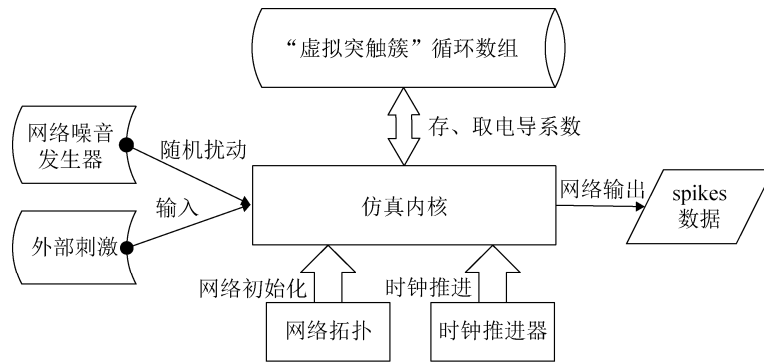 “虚拟突触簇”循环数组
存、取电导系数
网络噪音
发生器
随机扰动
输入
外部刺激
仿真内核
网络输出
spikes
数据
网络初始化
时钟推进
网络拓扑
时钟推进器